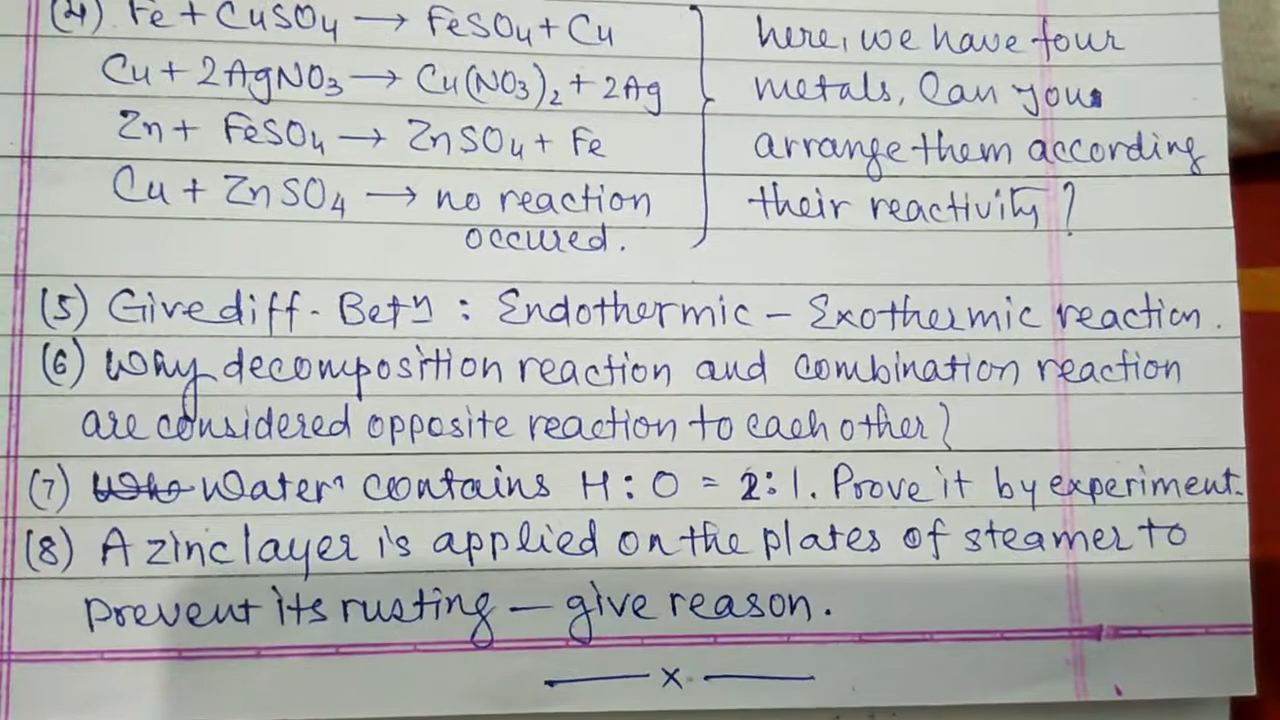 (4). Fe + CuSO4 → FeSO4 + Cu
Cu + 2AgNO3 → Cu(NO3)2 + 2Ag
Zn + FeSO4 → ZnSO4 + Fe
Cu + ZnSO4 → no reaction
occured.
here, we have four
metals, Can you
arrange them according
their reactivity?
(5) Give diff. Betn : Endothermic – Exothermic reaction.
(6) Why decomposition reaction and combination reaction
are considered opposite reaction to each other?
(7) Water contains H : O = 2:1. Prove it by experiment.
(8) A zinc layer is applied on the plates of steamer to
prevent its rusting – give reason.
— x —